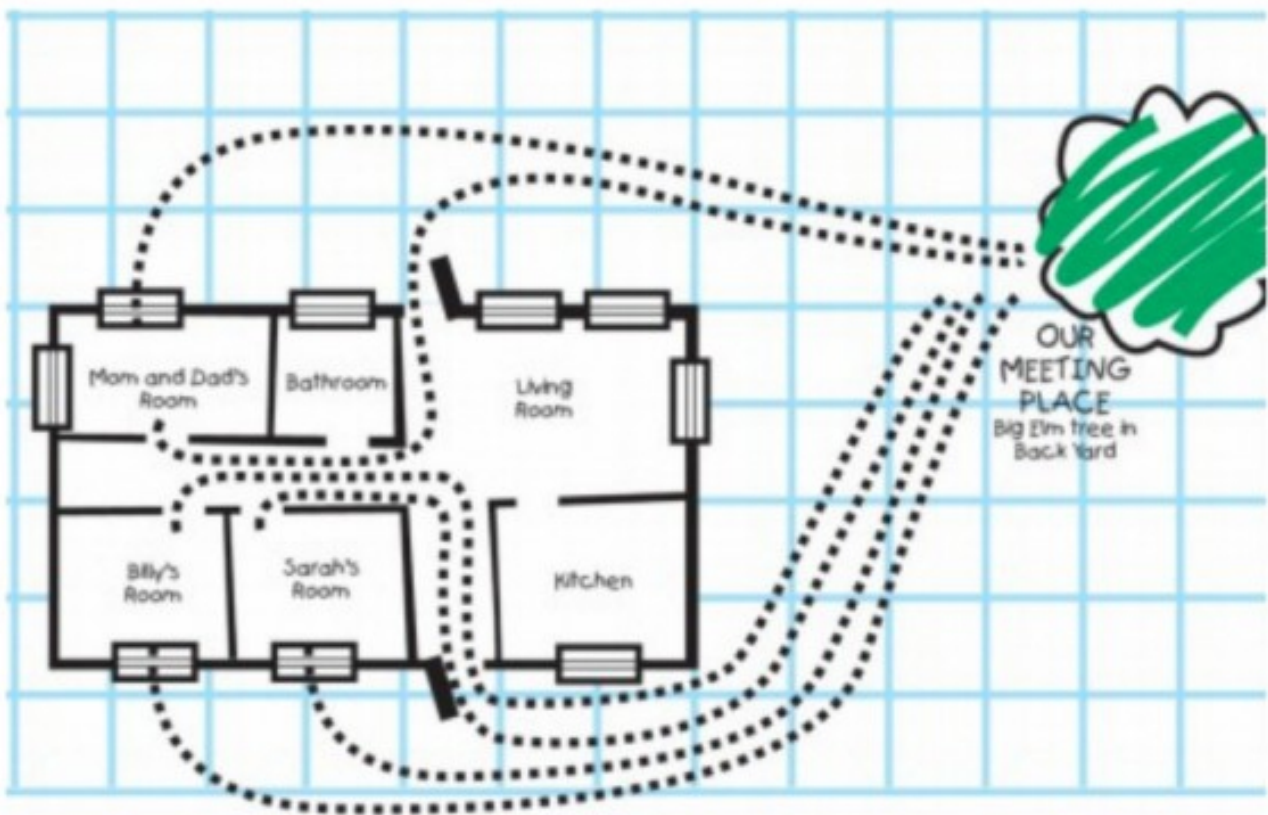 Mom and Dad's
Room
Bathroom
Living
Room
OUR
MEETING
PLACE
Big Elm tree in
Back Yard
Billy's
Room
Sarah's
Room
Kitchen